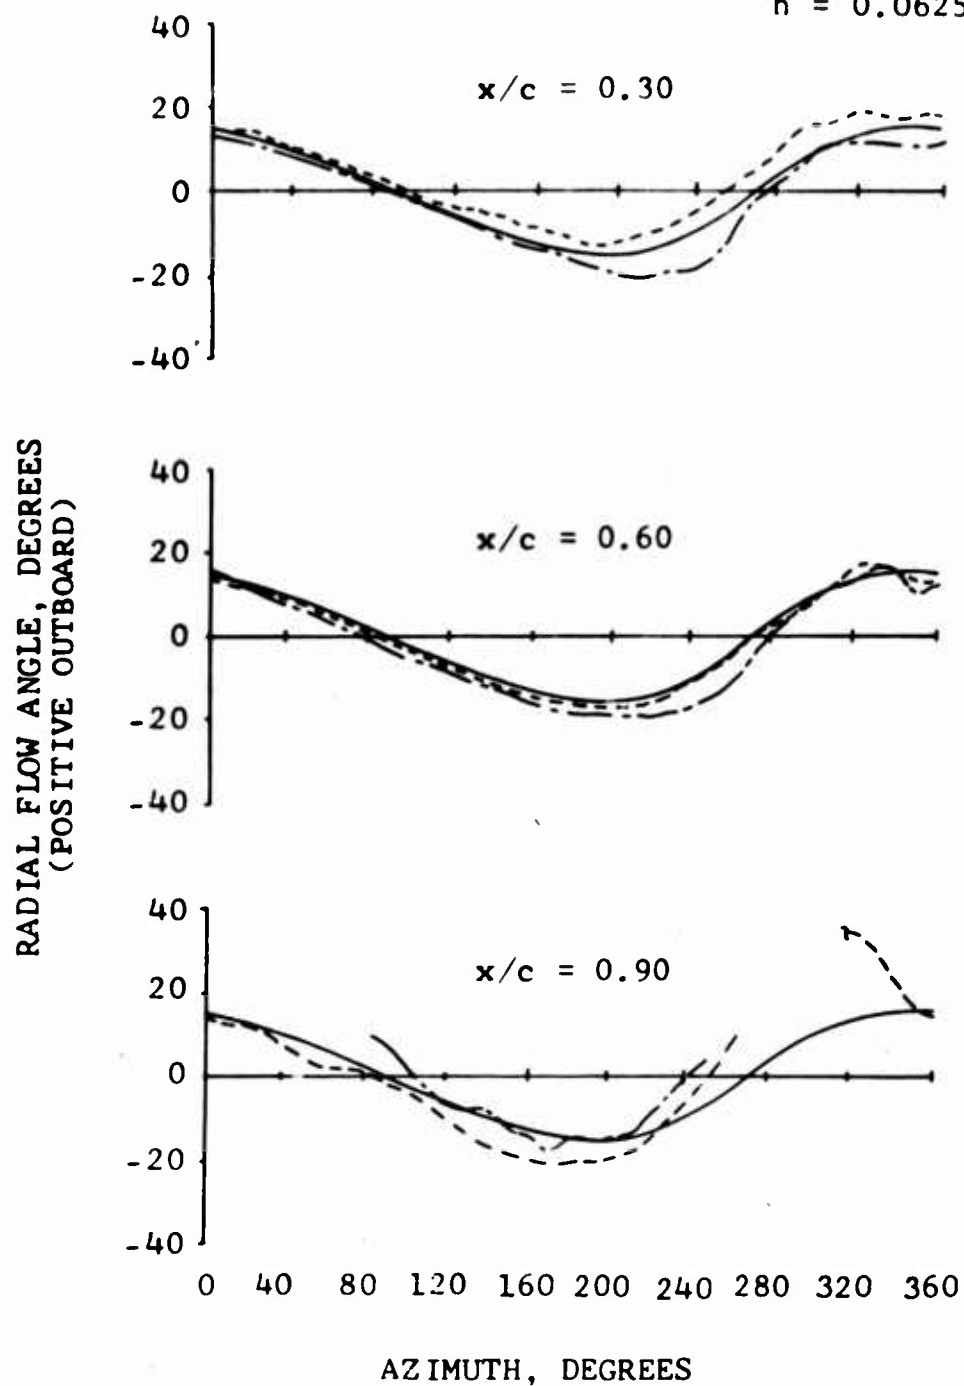 h = 0.0625
40
x/c = 0.30
20
0
-20
-40
40
x/c = 0.60
20
0
-20
-40
40
x/c = 0.90
20
0
-20
-40
0 40 80 120 160 200 240 280 320 360
AZIMUTH, DEGREES
RADIAL FLOW ANGLE, DEGREES
(POSITIVE OUTBOARD)